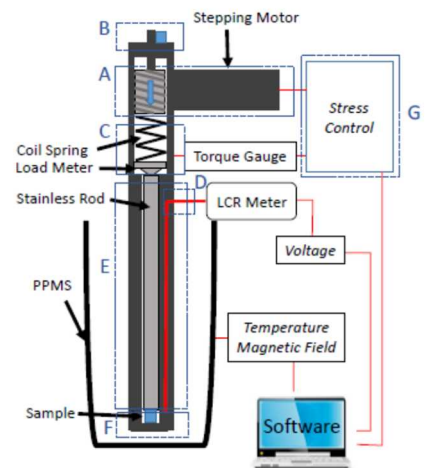 Stepping Motor
B
A
Stress
Control
G
C
Coil Spring
Load Meter
Torque Gauge
Stainless Rod
D
LCR Meter
Voltage
E
PPMS
Temperature
Magnetic Field
Sample
F
Software